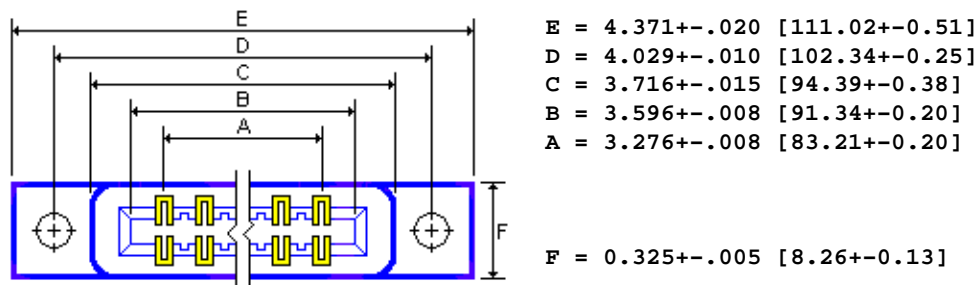 E
D
C
B
A
F
E = 4.371+-.020 [111.02+-0.51]
D = 4.029+-.010 [102.34+-0.25]
C = 3.716+-.015 [94.39+-0.38]
B = 3.596+-.008 [91.34+-0.20]
A = 3.276+-.008 [83.21+-0.20]
F = 0.325+-.005 [8.26+-0.13]